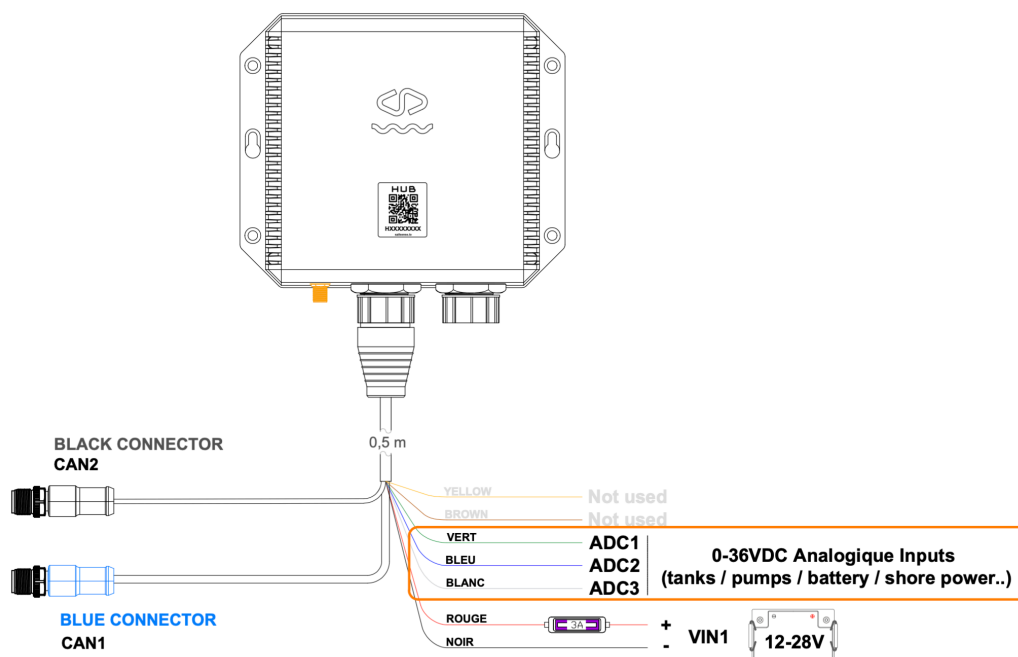 HUB
HXXXXXXXX
0,5 m
BLACK CONNECTOR
CAN2
YELLOW Not used
BROWN Not used
VERT ADC1
BLEU ADC2
BLANC ADC3
0-36VDC Analogique Inputs
(tanks / pumps / battery / shore power..)
BLUE CONNECTOR
CAN1
ROUGE 3A +
NOIR -
VIN1
12-28V